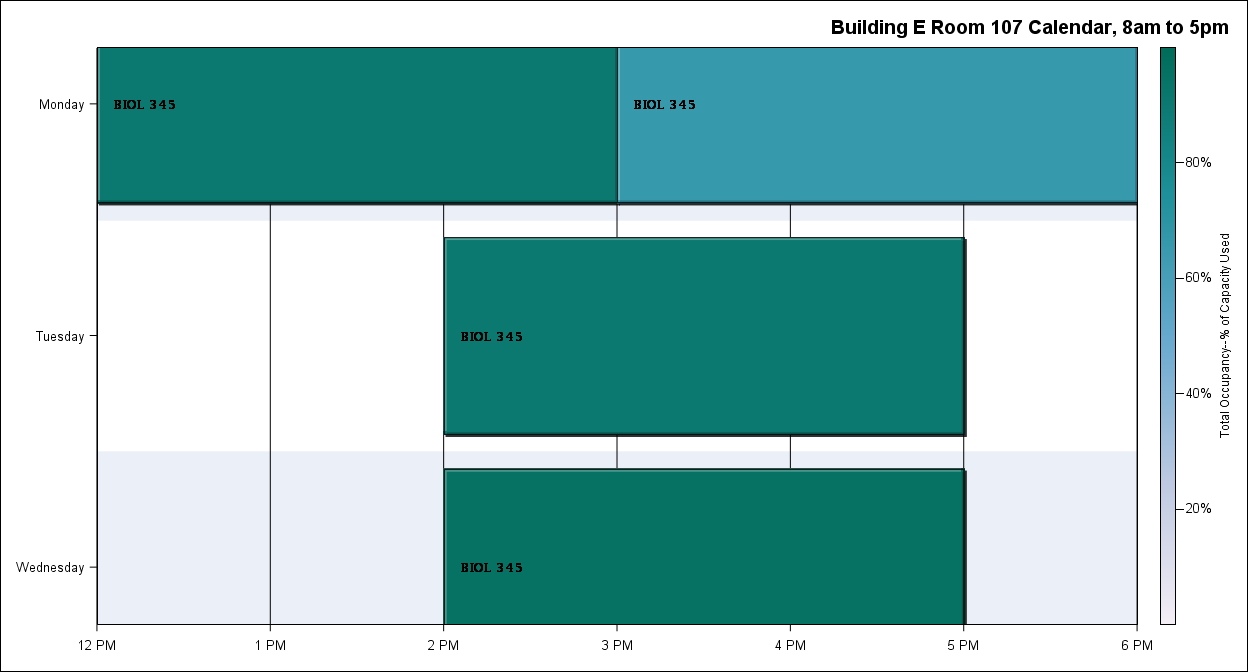 Building E Room 107 Calendar, 8am to 5pm
Monday
BIOL 345
BIOL 345
80%
60%
Total Occupancy--% of Capacity Used
Tuesday
BIOL 345
40%
20%
Wednesday
BIOL 345
12 PM
1 PM
2 PM
3 PM
4 PM
5 PM
6 PM